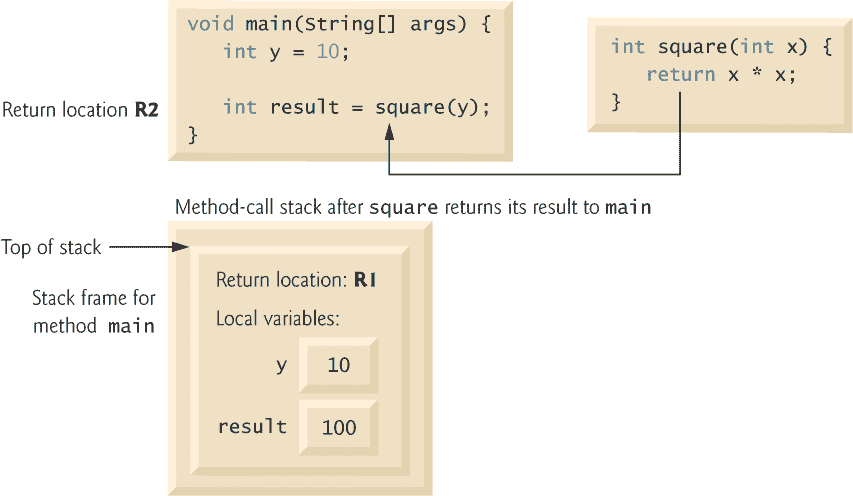 void main(String[] args) {
int y = 10;
int result = square(y);
}
int square(int x) {
return x * x;
}
Return location R2
Method-call stack after square returns its result to main
Top of stack
Stack frame for
method main
Return location: R1
Local variables:
y 10
result 100